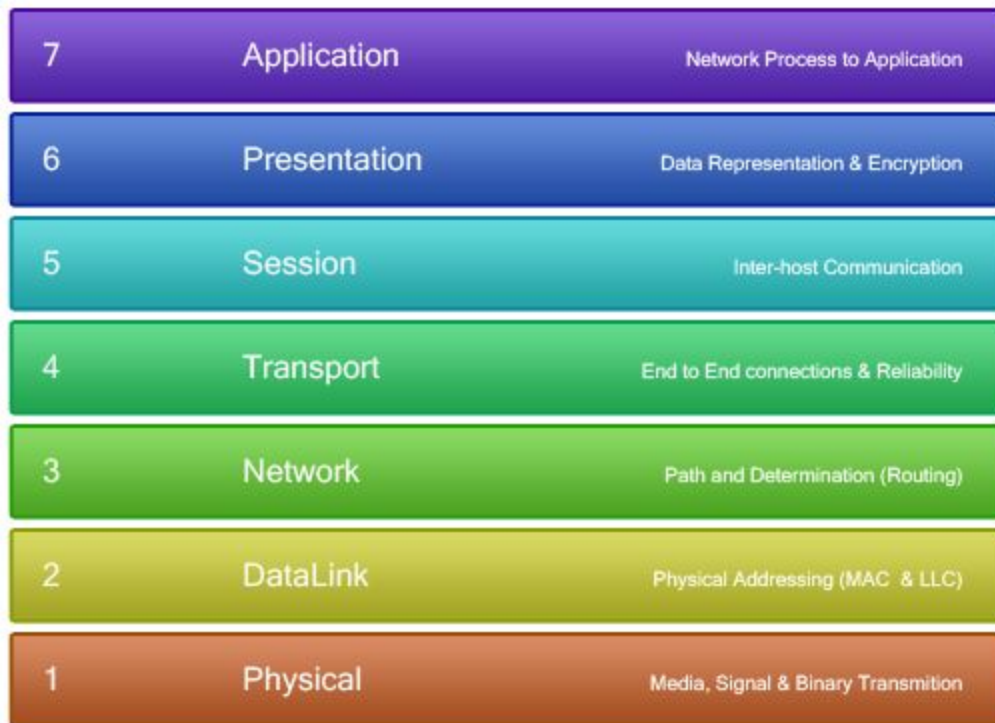 7 Application Network Process to Application
6 Presentation Data Representation & Encryption
5 Session Inter-host Communication
4 Transport End to End connections & Reliability
3 Network Path and Determination (Routing)
2 DataLink Physical Addressing (MAC & LLC)
1 Physical Media, Signal & Binary Transmition